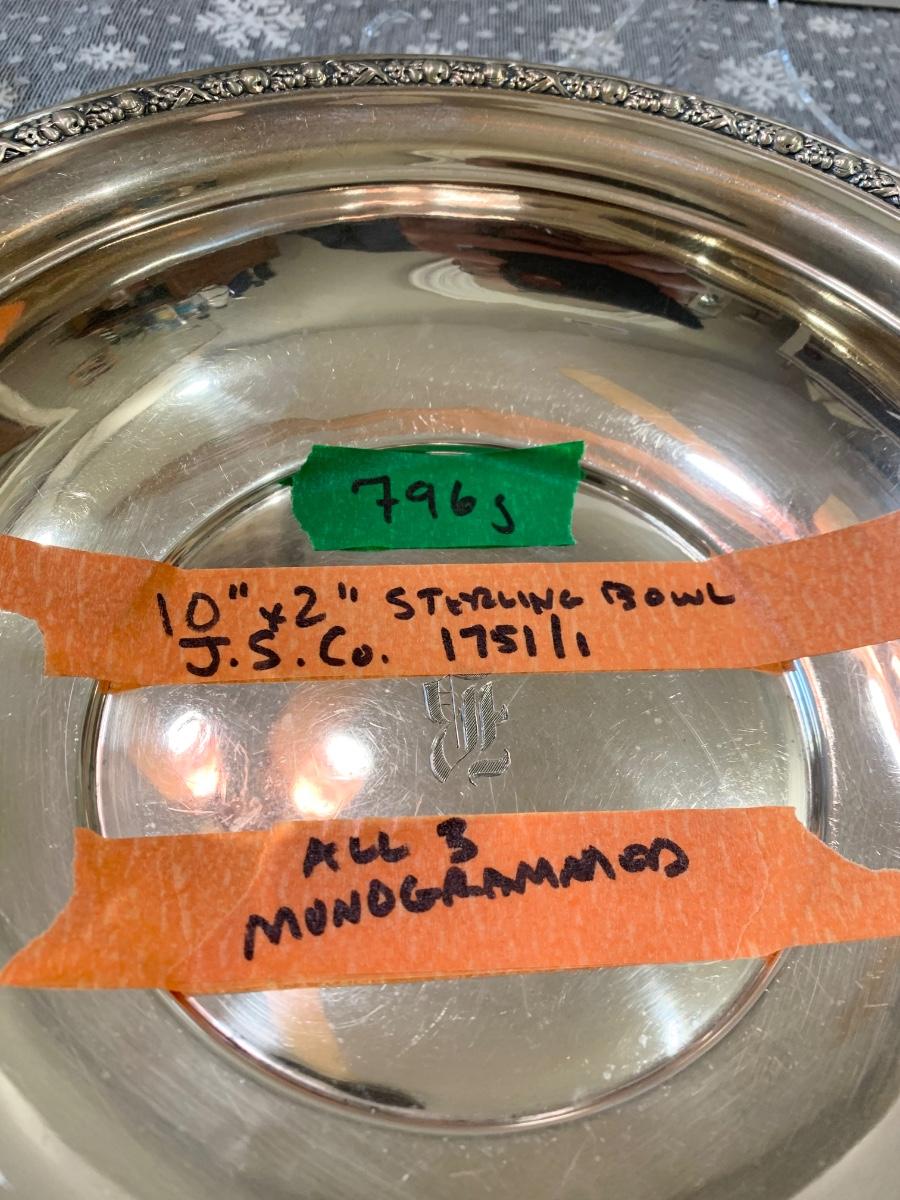 796g
10" x 2" STERLING BOWL
J.S.Co. 1751/1
ALL 3
MONOGRAMMED